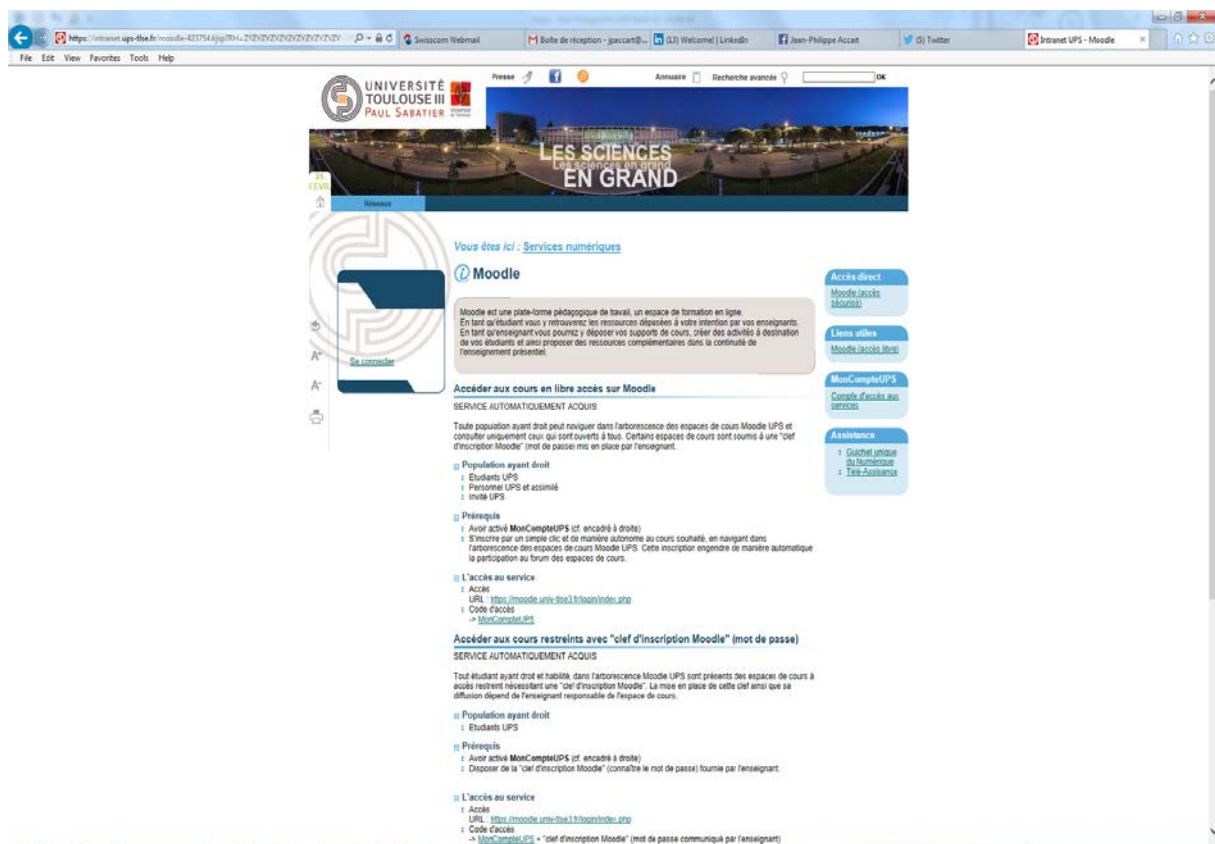 https://intranet.ups-tlse.fr/moodle-423754.kjsp?RH=
Swisscom Webmail
Boîte de réception - jpaccart@...
(13) Welcome! | LinkedIn
Jean-Philippe Accart
(5) Twitter
Intranet UPS - Moodle
File Edit View Favorites Tools Help
Presse
Annuaire
Recherche avancée
OK
UNIVERSITÉ
TOULOUSE III
PAUL SABATIER
LES SCIENCES
Les sciences en grand
EN GRAND
25
FÉVR.
Réseaux
Vous êtes ici : Services numériques
Moodle
Moodle est une plate-forme pédagogique de travail, un espace de formation en ligne.
En tant qu'étudiant vous y retrouverez les ressources déposées à votre intention par vos enseignants.
En tant qu'enseignant vous pourrez y déposer vos supports de cours, créer des activités à destination
de vos étudiants et ainsi proposer des ressources complémentaires dans la continuité de
l'enseignement présentiel.
Se connecter
A+
A-
Accéder aux cours en libre accès sur Moodle
SERVICE AUTOMATIQUEMENT ACQUIS
Toute population ayant droit peut naviguer dans l'arborescence des espaces de cours Moodle UPS et
consulter uniquement ceux qui sont ouverts à tous. Certains espaces de cours sont soumis à une "clef
d'inscription Moodle" (mot de passe) mis en place par l'enseignant.
Population ayant droit
Etudiants UPS
Personnel UPS et assimilé
Invité UPS
Prérequis
Avoir activé MonCompteUPS (cf. encadré à droite)
S'inscrire par un simple clic et de manière autonome au cours souhaité, en navigant dans
l'arborescence des espaces de cours Moodle UPS. Cette inscription engendre de manière automatique
la participation au forum des espaces de cours.
L'accès au service
Accès
URL : https://moodle.univ-tlse3.fr/login/index.php
Code d'accès
-> MonCompteUPS
Accéder aux cours restreints avec "clef d'inscription Moodle" (mot de passe)
SERVICE AUTOMATIQUEMENT ACQUIS
Tout étudiant ayant droit et habilité, dans l'arborescence Moodle UPS sont présents des espaces de cours à
accès restreint nécessitant une "clef d'inscription Moodle". La mise en place de cette clef ainsi que sa
diffusion dépend de l'enseignant responsable de l'espace de cours.
Population ayant droit
Etudiants UPS
Prérequis
Avoir activé MonCompteUPS (cf. encadré à droite)
Disposer de la "clef d'inscription Moodle" (connaître le mot de passe) fournie par l'enseignant.
L'accès au service
Accès
URL : https://moodle.univ-tlse3.fr/login/index.php
Code d'accès
-> MonCompteUPS + "clef d'inscription Moodle" (mot de passe communiqué par l'enseignant)
Accès direct
Moodle (accès
sécurisé)
Liens utiles
Moodle (accès libre)
MonCompteUPS
Compte d'accès aux
services
Assistance
Guichet unique
du Numérique
Télé-Assistance